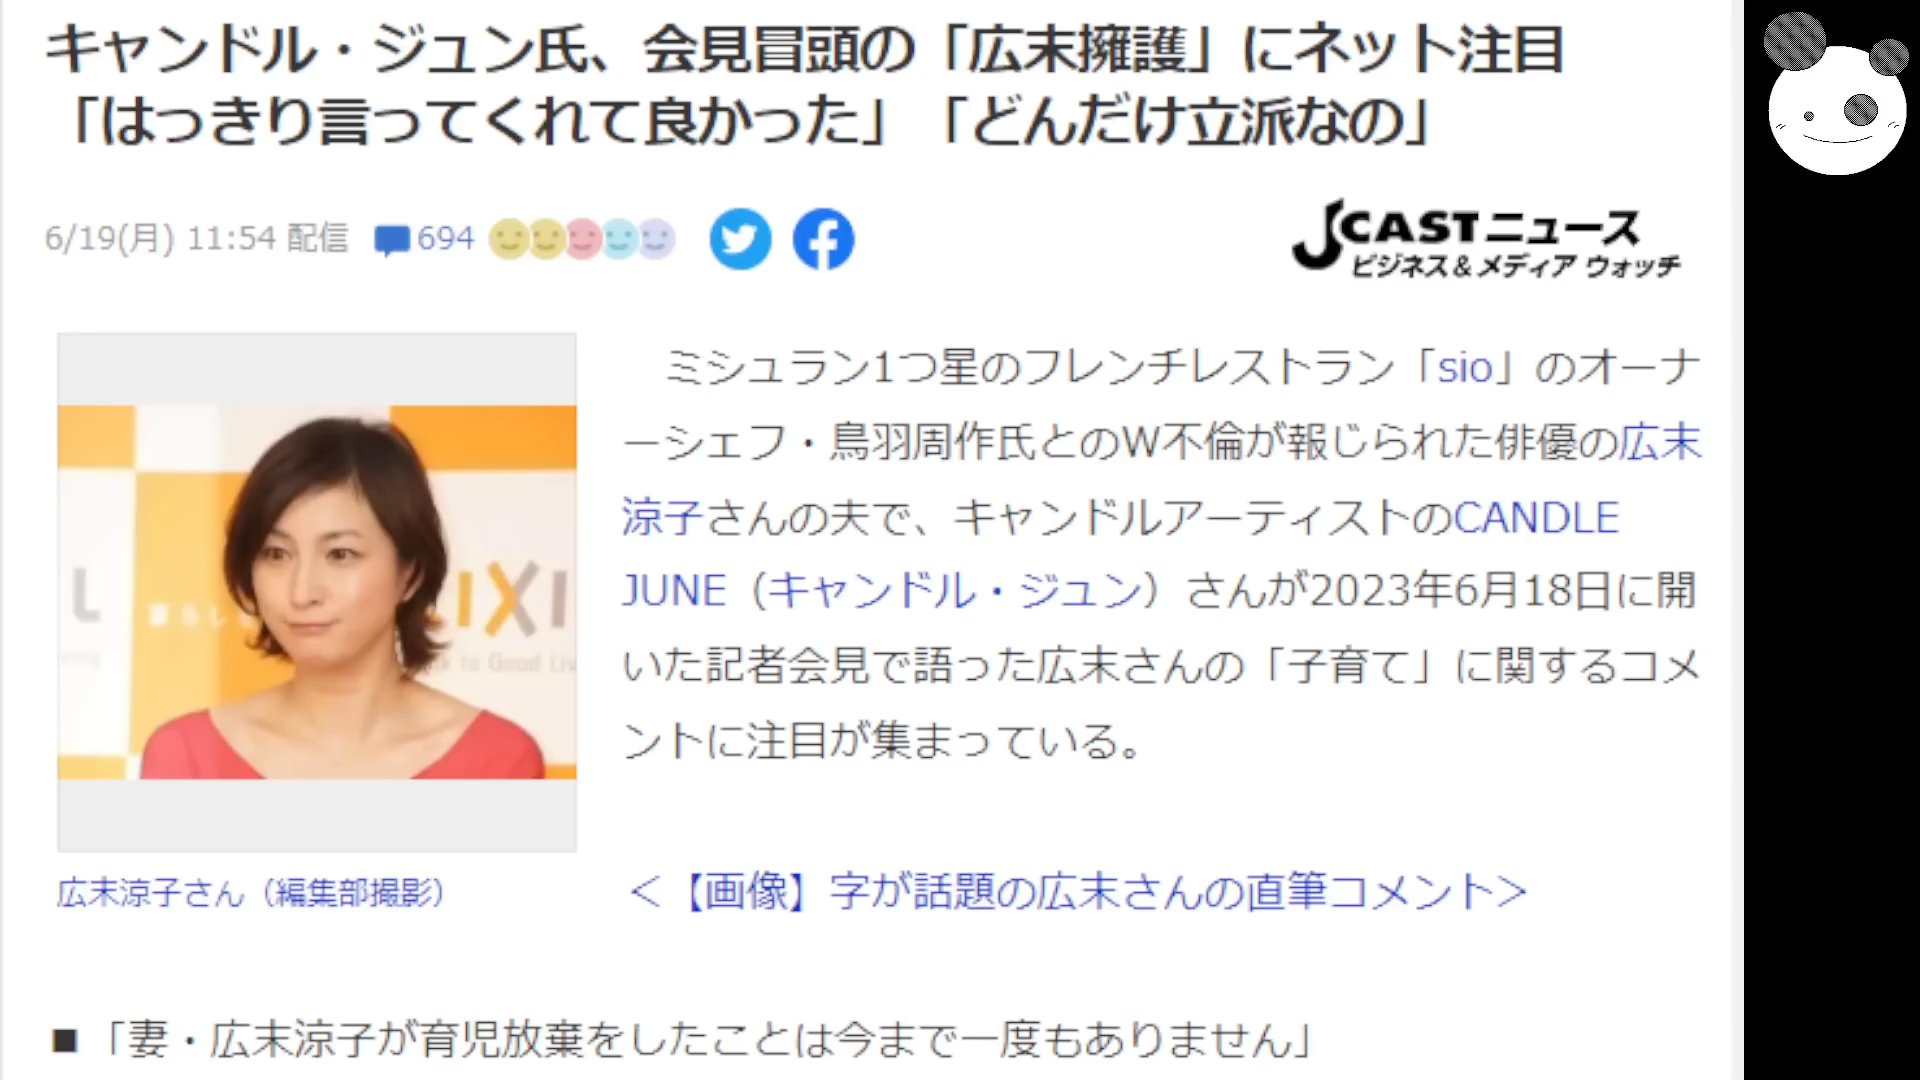 キャンドル・ジュン氏、会見冒頭の「広末擁護」にネット注目
「はっきり言ってくれて良かった」「どんだけ立派なの」
6/19(月) 11:54 配信 694
JCASTニュース
ビジネス&メディア ウォッチ
ミシュラン1つ星のフレンチレストラン「sio」のオーナ
ーシェフ・鳥羽周作氏とのW不倫が報じられた俳優の広末
涼子さんの夫で、キャンドルアーティストのCANDLE
JUNE（キャンドル・ジュン）さんが2023年6月18日に開
いた記者会見で語った広末さんの「子育て」に関するコメ
ントに注目が集まっている。
L
暮らし
IXI
k to Good Liv
広末涼子さん（編集部撮影）
＜【画像】字が話題の広末さんの直筆コメント＞
■「妻・広末涼子が育児放棄をしたことは今まで一度もありません」